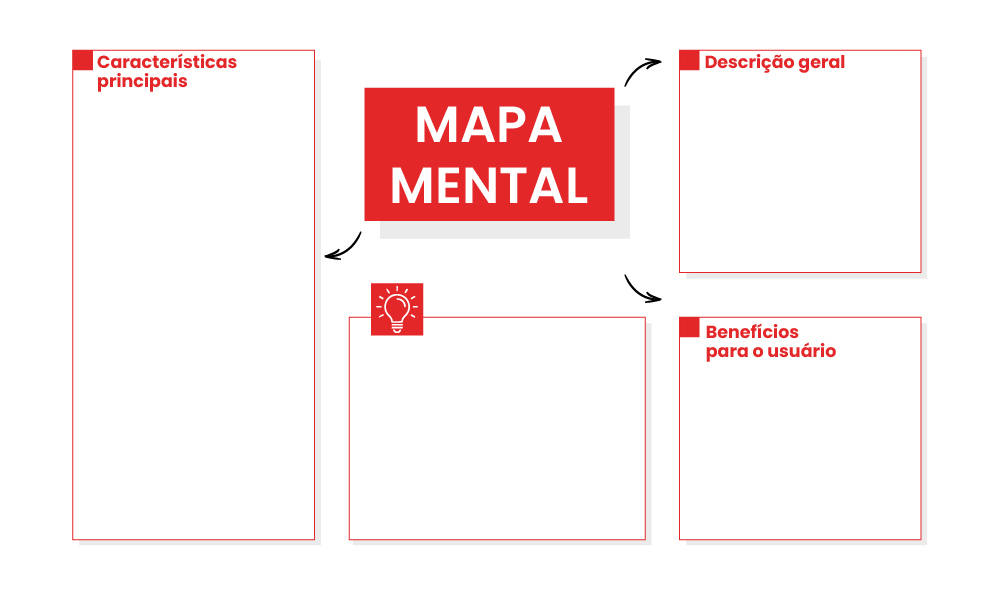 Características
principais
MAPA
MENTAL
Descrição geral
Benefícios
para o usuário